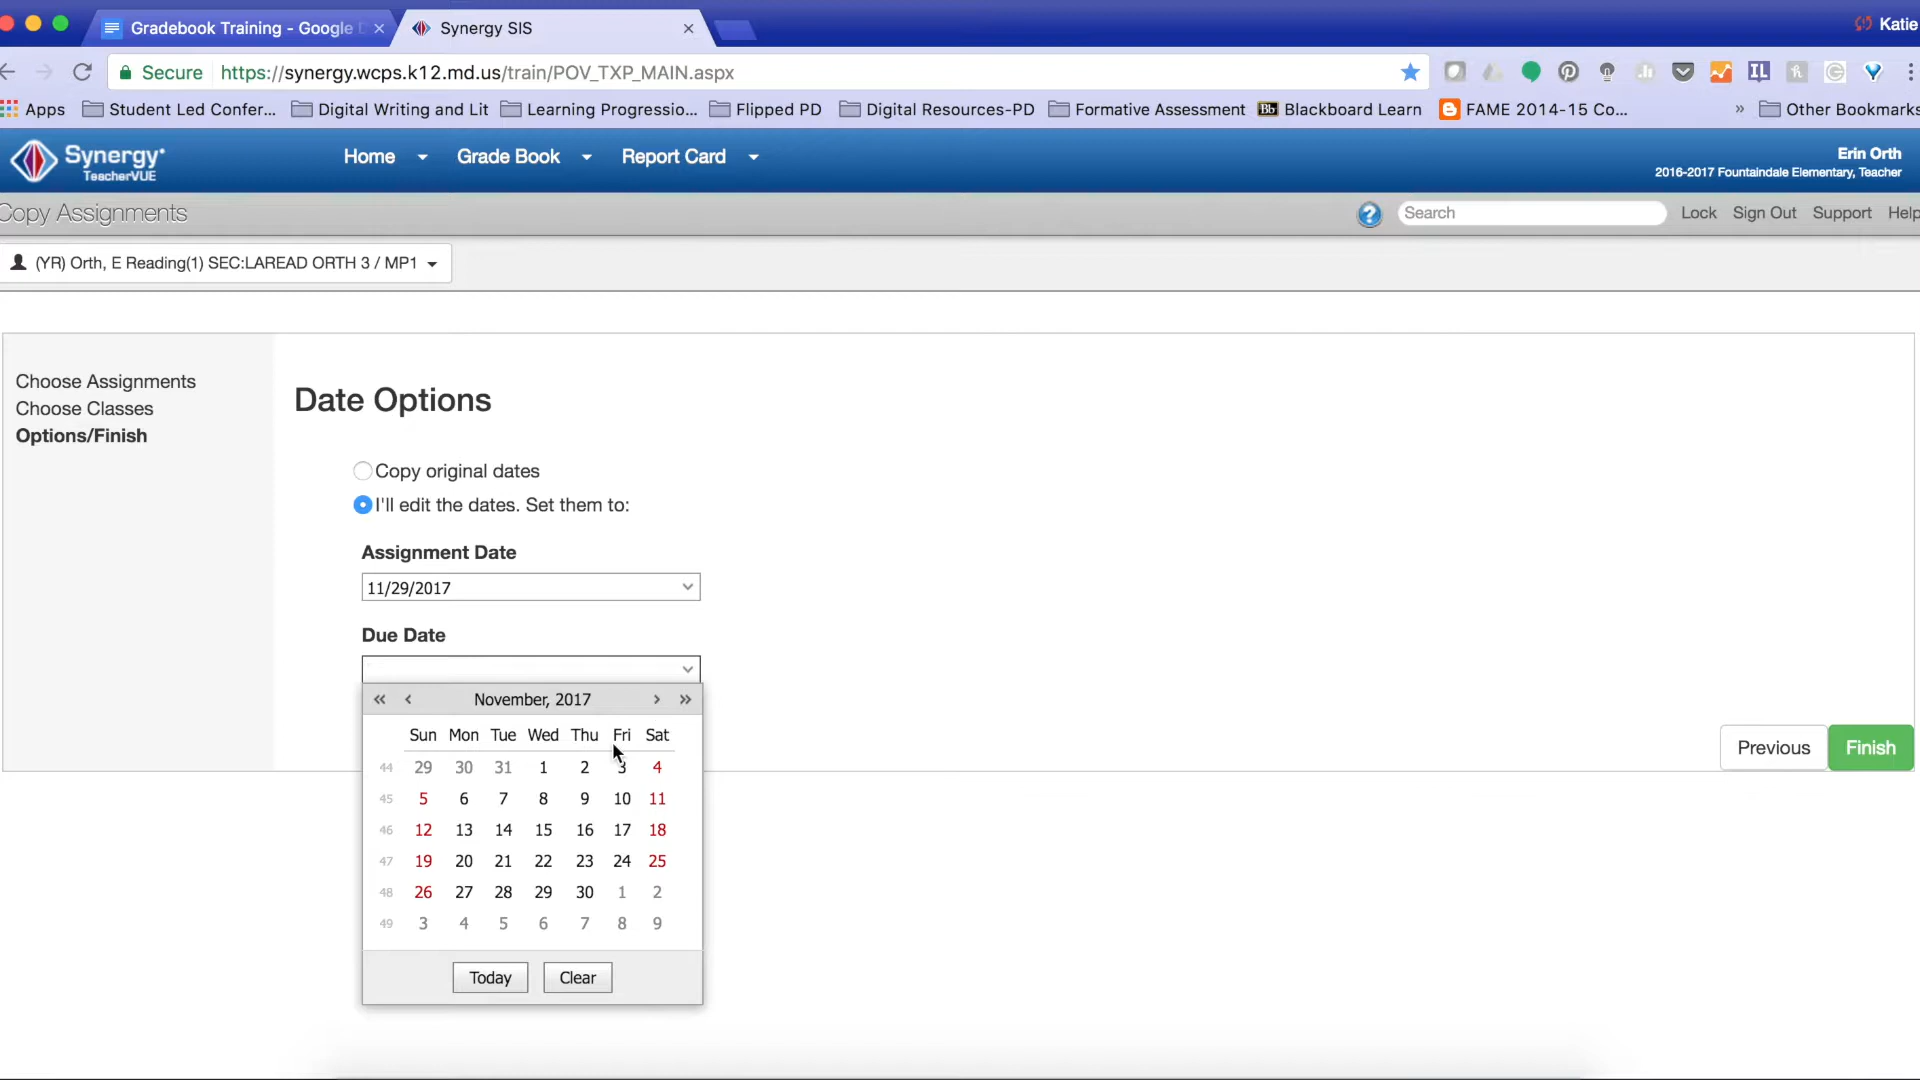 Gradebook Training - Google D
Synergy SIS
Katie
Secure
https://synergy.wcps.k12.md.us/train/POV_TXP_MAIN.aspx
Apps
Student Led Confer...
Digital Writing and Lit
Learning Progressio...
Flipped PD
Digital Resources-PD
Formative Assessment
Bb Blackboard Learn
FAME 2014-15 Co...
» Other Bookmarks
Synergy
TeacherVUE
Home
Grade Book
Report Card
Erin Orth
2016-2017 Fountaindale Elementary, Teacher
Copy Assignments
Search
Lock
Sign Out
Support
Help
(YR) Orth, E Reading(1) SEC:LAREAD ORTH 3 / MP1
Choose Assignments
Choose Classes
Options/Finish
Date Options
Copy original dates
I'll edit the dates. Set them to:
Assignment Date
11/29/2017
Due Date
« ‹ November, 2017 › »
Sun Mon Tue Wed Thu Fri Sat
44 29 30 31 1 2 3 4
45 5 6 7 8 9 10 11
46 12 13 14 15 16 17 18
47 19 20 21 22 23 24 25
48 26 27 28 29 30 1 2
49 3 4 5 6 7 8 9
Today
Clear
Previous
Finish